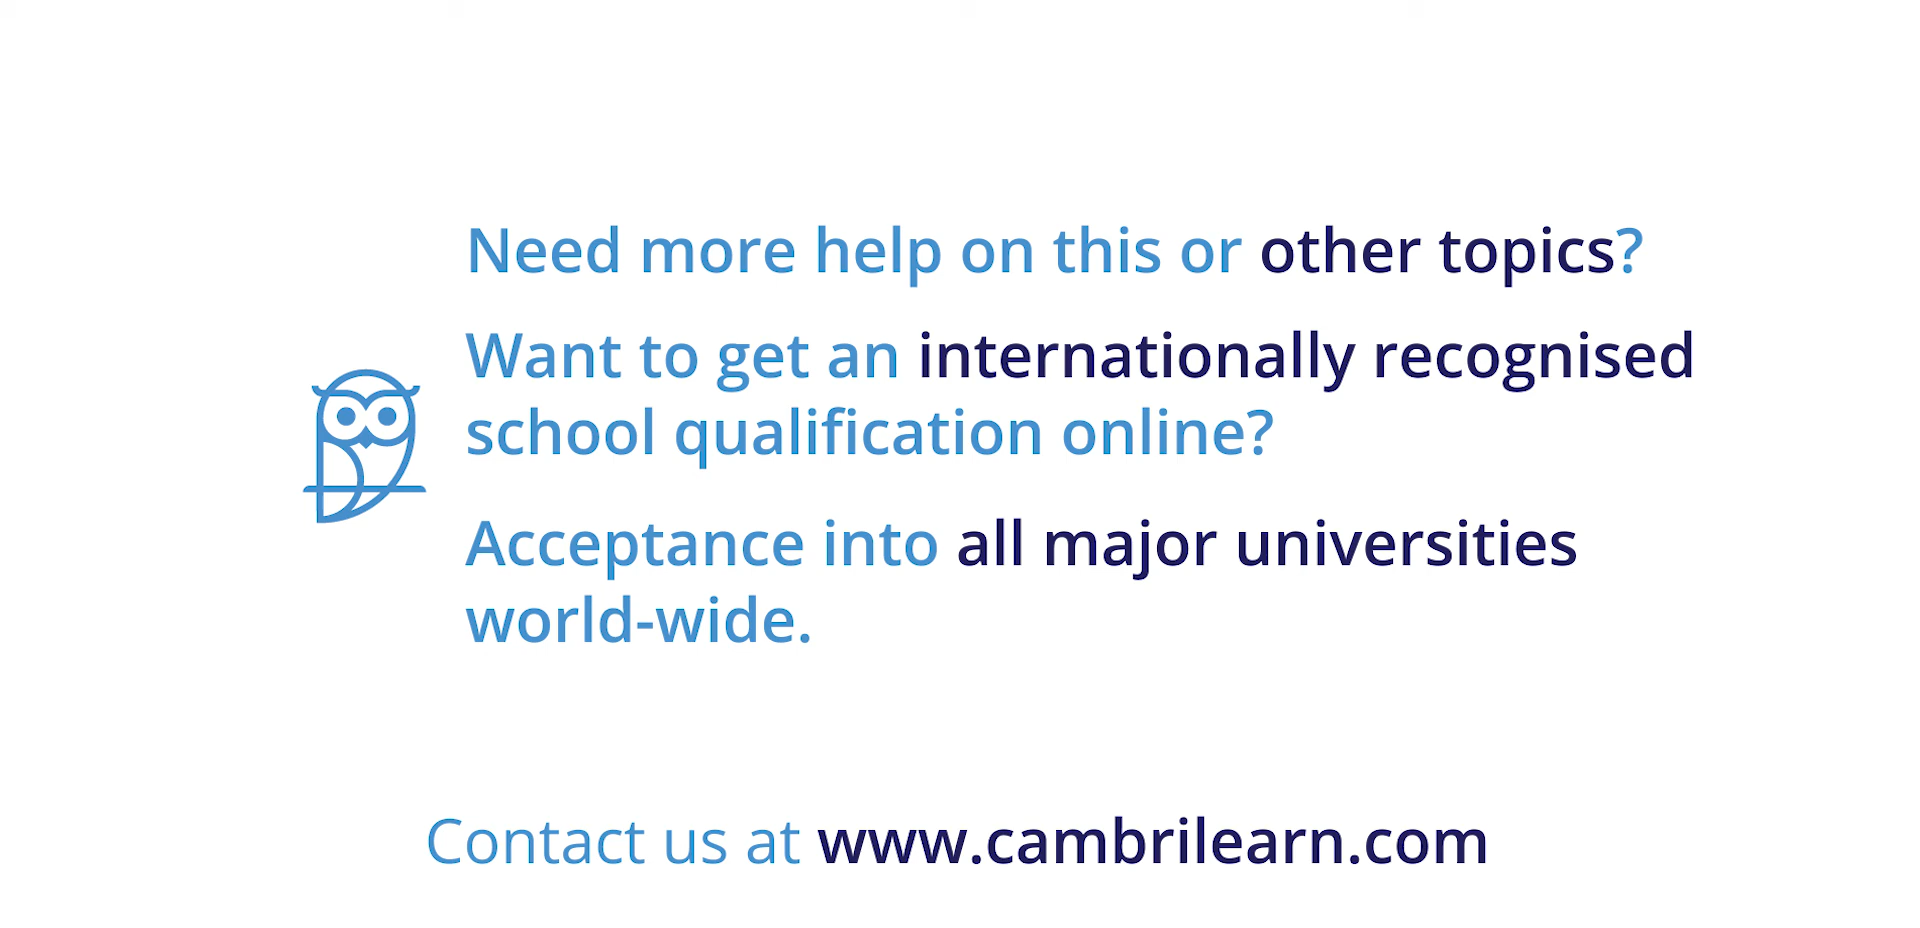 Need more help on this or other topics?
Want to get an internationally recognised
school qualification online?
Acceptance into all major universities
world-wide.
Contact us at www.cambrilearn.com